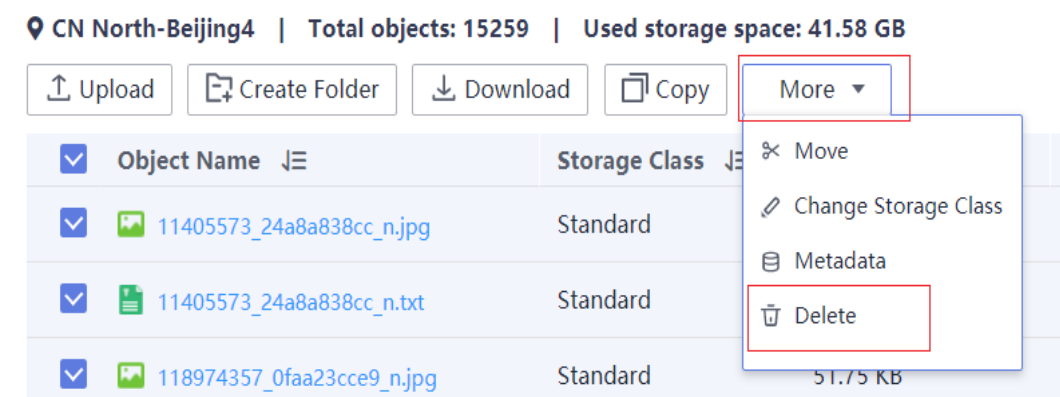 CN North-Beijing4 | Total objects: 15259 | Used storage space: 41.58 GB
Upload Create Folder Download Copy More
Object Name Storage Class
Move
Change Storage Class
Metadata
Delete
11405573_24a8a838cc_n.jpg Standard
11405573_24a8a838cc_n.txt Standard
118974357_0faa23cce9_n.jpg Standard 51.75 KB